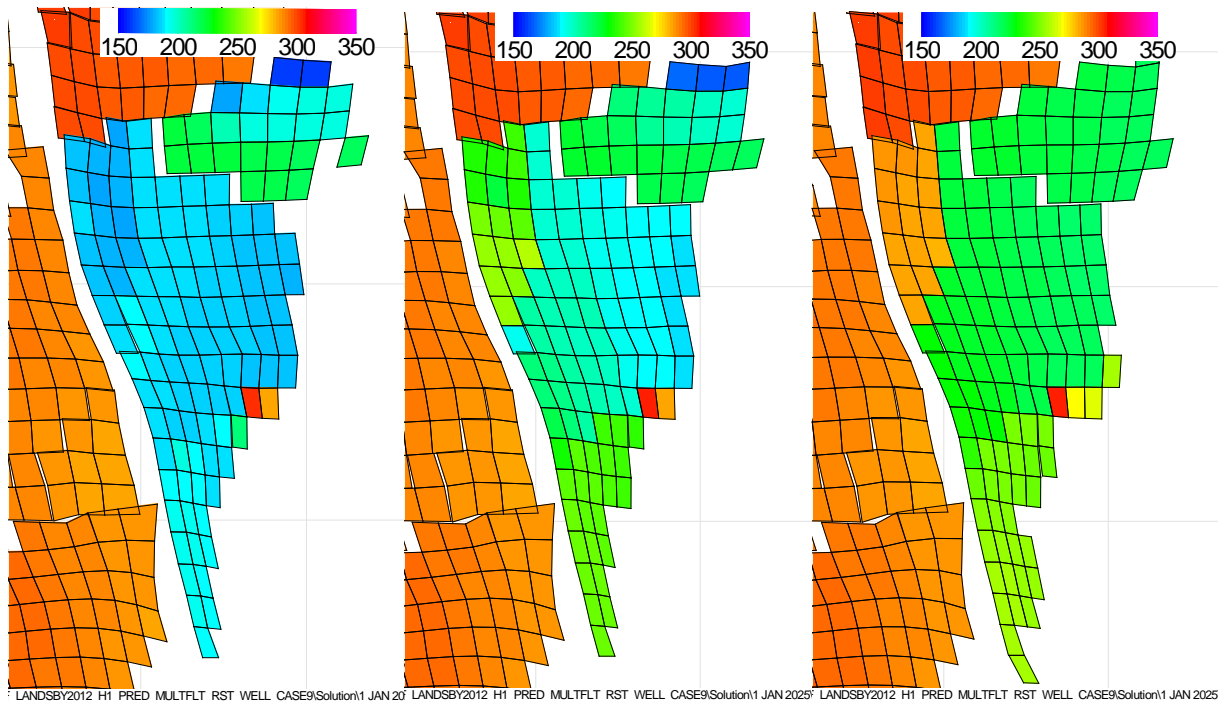 150 200 250 300 350
150 200 250 300 350
150 200 250 300 350
LANDSBY2012 H1 PRED MULTFLT RST WELL CASE9\Solution\1 JAN 20
LANDSBY2012 H1 PRED MULTFLT RST WELL CASE9\Solution\1 JAN 2025
LANDSBY2012 H1 PRED MULTFLT RST WELL CASE9\Solution\1 JAN 2025